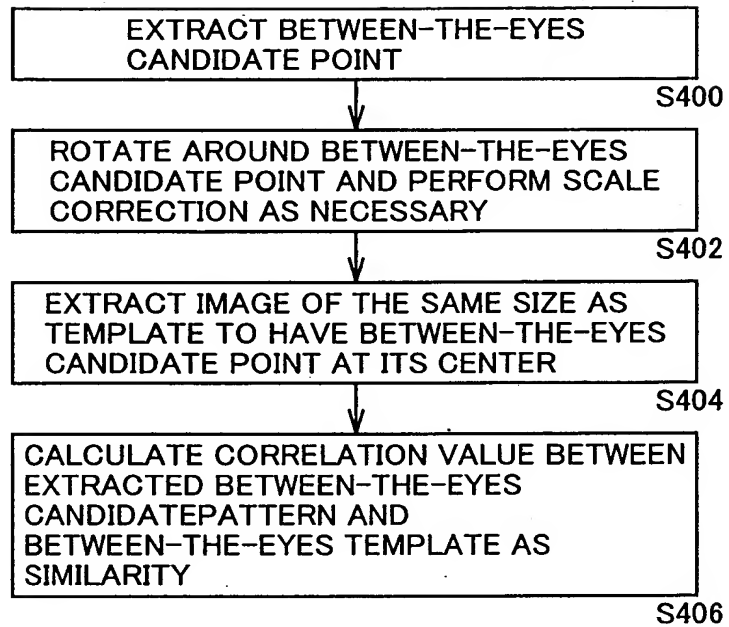 EXTRACT BETWEEN-THE-EYES
CANDIDATE POINT
S400
ROTATE AROUND BETWEEN-THE-EYES
CANDIDATE POINT AND PERFORM SCALE
CORRECTION AS NECESSARY
S402
EXTRACT IMAGE OF THE SAME SIZE AS
TEMPLATE TO HAVE BETWEEN-THE-EYES
CANDIDATE POINT AT ITS CENTER
S404
CALCULATE CORRELATION VALUE BETWEEN
EXTRACTED BETWEEN-THE-EYES
CANDIDATEPATTERN AND
BETWEEN-THE-EYES TEMPLATE AS
SIMILARITY
S406